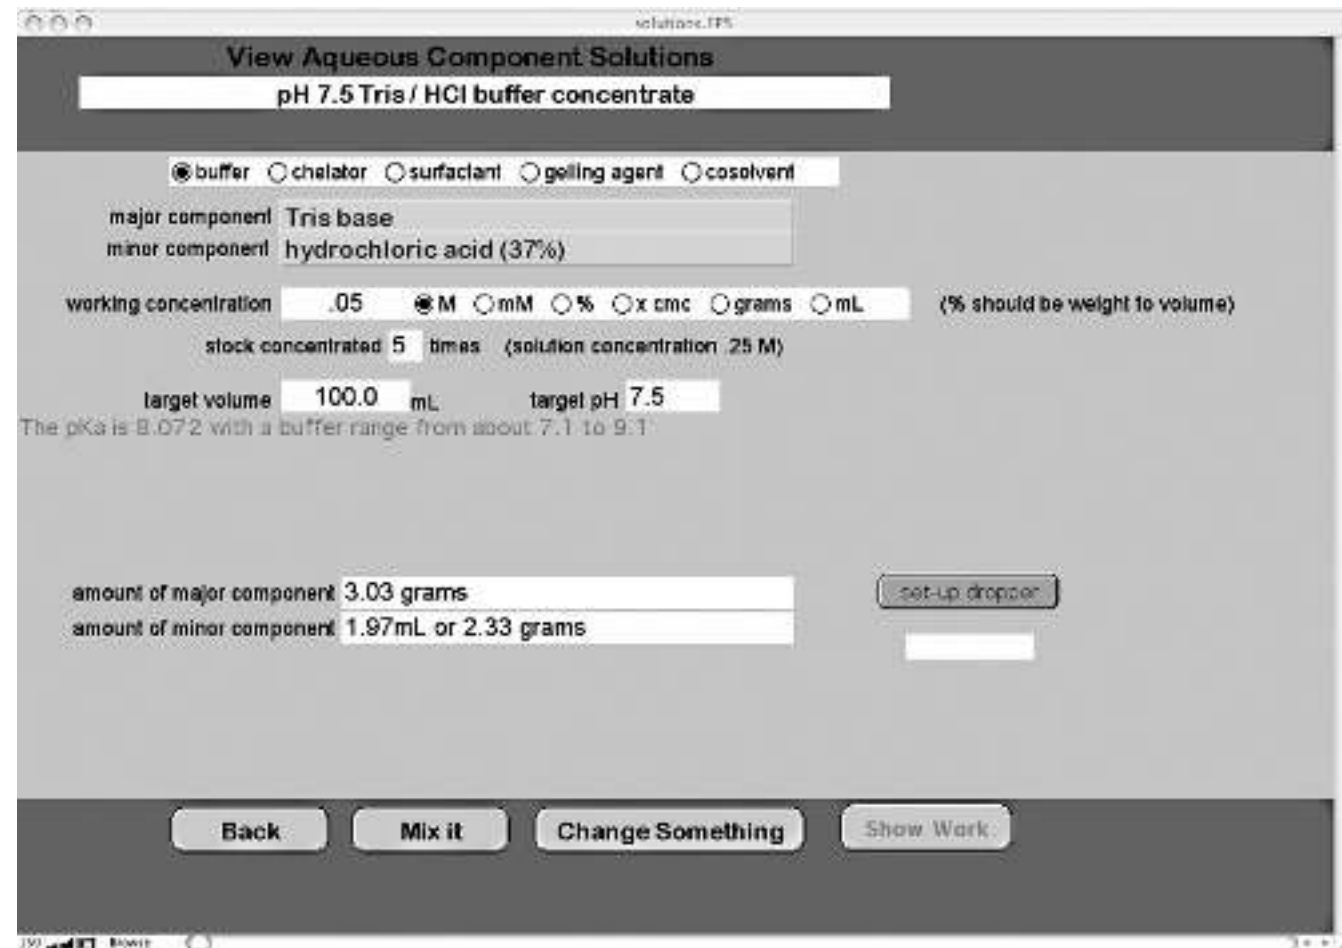 solutions.FP5
View Aqueous Component Solutions
pH 7.5 Tris / HCl buffer concentrate
buffer chelator surfactant gelling agent cosolvent
major component Tris base
minor component hydrochloric acid (37%)
working concentration .05 M mM % x cmc grams mL (% should be weight to volume)
stock concentrated 5 times (solution concentration .25 M)
target volume 100.0 mL target pH 7.5
The pKa is 8.072 with a buffer range from about 7.1 to 9.1
amount of major component 3.03 grams set-up dropper
amount of minor component 1.97mL or 2.33 grams
Back Mix it Change Something Show Work
Browse